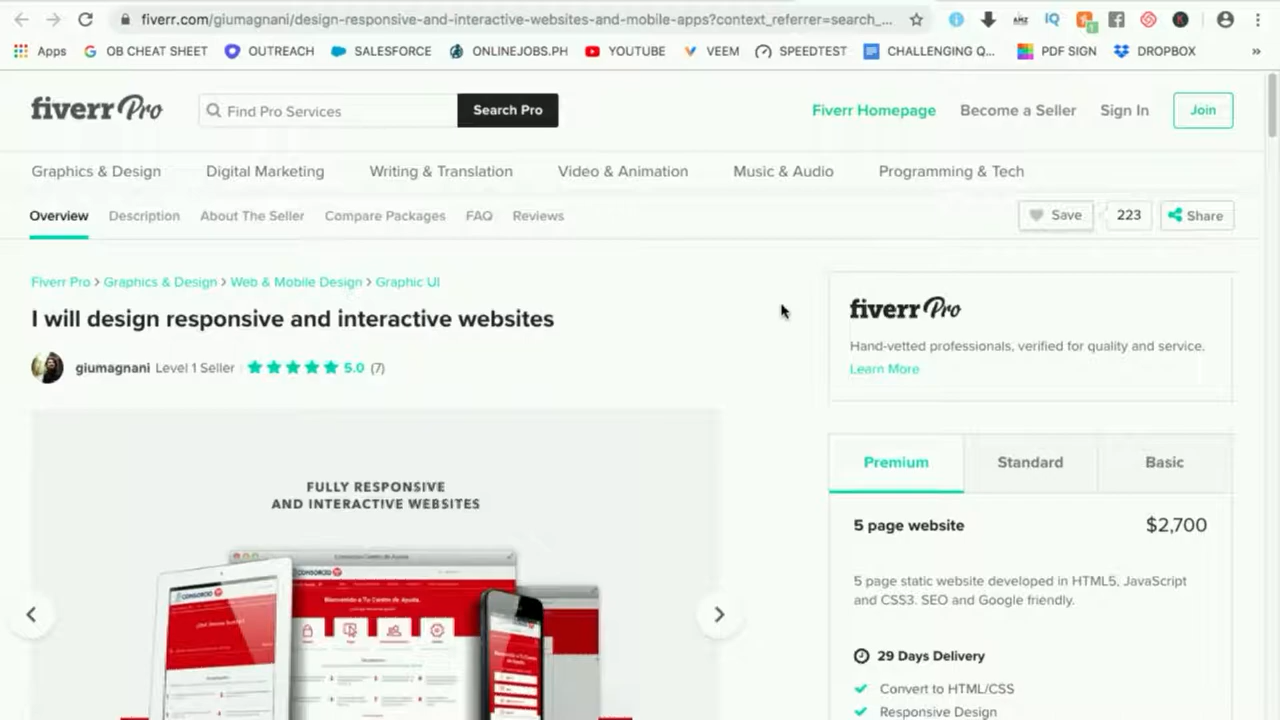 fiverr.com/giumagnani/design-responsive-and-interactive-websites-and-mobile-apps?context_referrer=search_...
Apps OB CHEAT SHEET OUTREACH SALESFORCE ONLINEJOBS.PH YOUTUBE VEEM SPEEDTEST CHALLENGING Q... PDF SIGN DROPBOX »
fiverr Pro Find Pro Services Search Pro Fiverr Homepage Become a Seller Sign In Join
Graphics & Design Digital Marketing Writing & Translation Video & Animation Music & Audio Programming & Tech
Overview Description About The Seller Compare Packages FAQ Reviews Save 223 Share
Fiverr Pro > Graphics & Design > Web & Mobile Design > Graphic UI
I will design responsive and interactive websites
giumagnani Level 1 Seller 5.0 (7)
FULLY RESPONSIVE
AND INTERACTIVE WEBSITES
CONSORCIO
Bienvenido a Tu Centro de Ayuda.
fiverr Pro
Hand-vetted professionals, verified for quality and service.
Learn More
Premium Standard Basic
5 page website $2,700
5 page static website developed in HTML5, JavaScript
and CSS3. SEO and Google friendly.
29 Days Delivery
Convert to HTML/CSS
Responsive Design